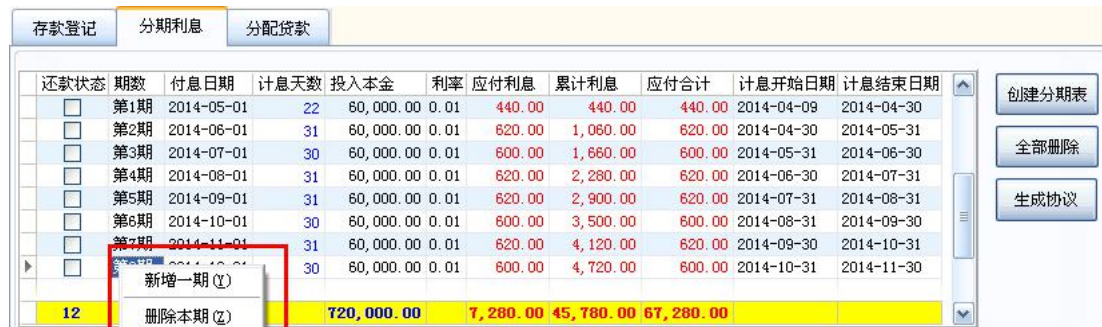 存款登记 分期利息 分配贷款
还款状态 期数 付息日期 计息天数 投入本金 利率 应付利息 累计利息 应付合计 计息开始日期 计息结束日期
第1期 2014-05-01 22 60,000.00 0.01 440.00 440.00 440.00 2014-04-09 2014-04-30
第2期 2014-06-01 31 60,000.00 0.01 620.00 1,060.00 620.00 2014-04-30 2014-05-31
第3期 2014-07-01 30 60,000.00 0.01 600.00 1,660.00 600.00 2014-05-31 2014-06-30
第4期 2014-08-01 31 60,000.00 0.01 620.00 2,280.00 620.00 2014-06-30 2014-07-31
第5期 2014-09-01 31 60,000.00 0.01 620.00 2,900.00 620.00 2014-07-31 2014-08-31
第6期 2014-10-01 30 60,000.00 0.01 600.00 3,500.00 600.00 2014-08-31 2014-09-30
第7期 2014-11-01 31 60,000.00 0.01 620.00 4,120.00 620.00 2014-09-30 2014-10-31
30 60,000.00 0.01 600.00 4,720.00 600.00 2014-10-31 2014-11-30
新增一期(Y)
12 720,000.00 7,280.00 45,780.00 67,280.00
删除本期(Z)
创建分期表
全部删除
生成协议